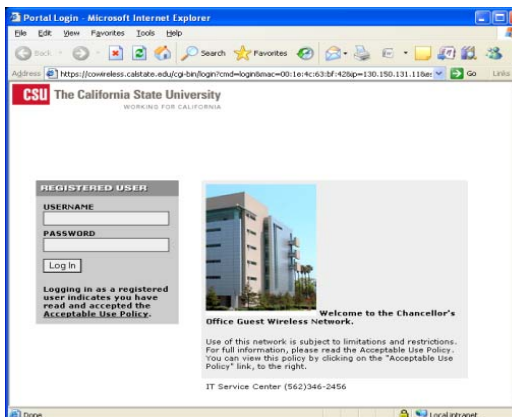 Portal Login - Microsoft Internet Explorer
File Edit View Favorites Tools Help
Back Search Favorites
Address https://cowireless.calstate.edu/cgi-bin/login?cmd=login&mac=00:1e:4c:63:bf:42&ip=130.150.131.118&e: Go Links
CSU The California State University
WORKING FOR CALIFORNIA
REGISTERED USER
USERNAME
PASSWORD
Log In
Logging in as a registered
user indicates you have
read and accepted the
Acceptable Use Policy.
Welcome to the Chancellor's
Office Guest Wireless Network.
Use of this network is subject to limitations and restrictions.
For full information, please read the Acceptable Use Policy.
You can view this policy by clicking on the "Acceptable Use
Policy" link, to the right.
IT Service Center (562)346-2456
Done Local intranet